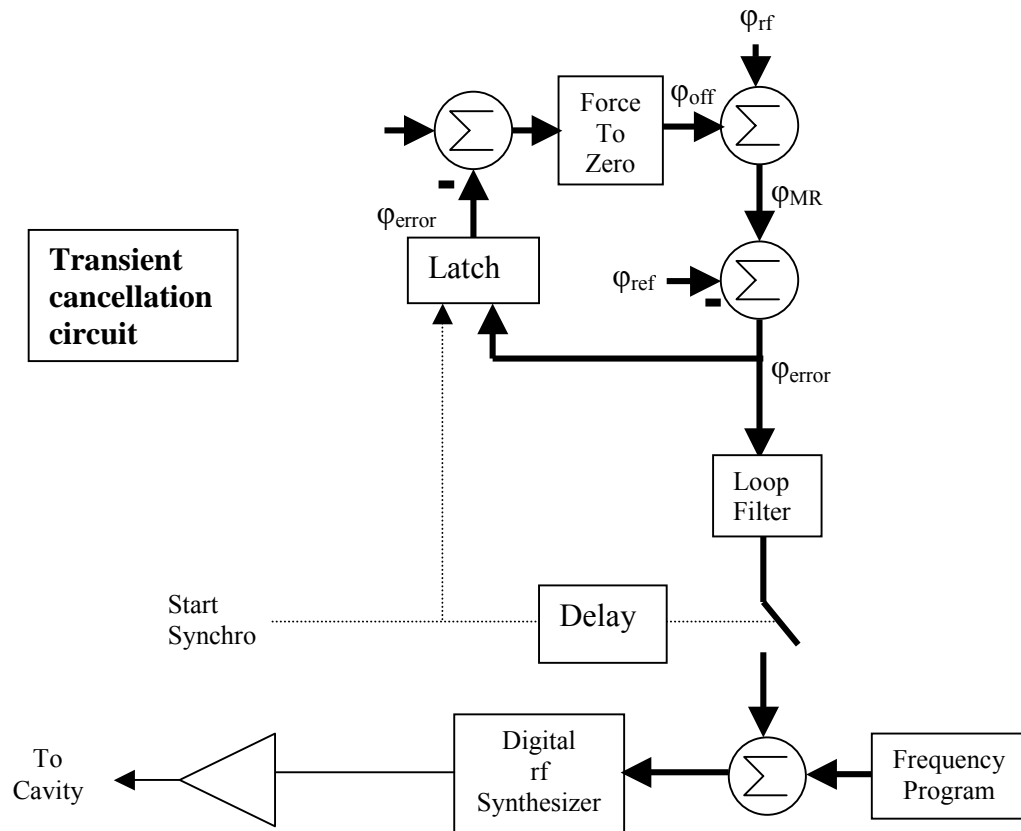 φrf
Force
To
Zero
φoff
Σ
Σ
-
φMR
φerror
Transient
cancellation
circuit
Latch
φref
Σ
-
φerror
Loop
Filter
Start
Synchro
Delay
To
Cavity
Digital
rf
Synthesizer
Σ
Frequency
Program